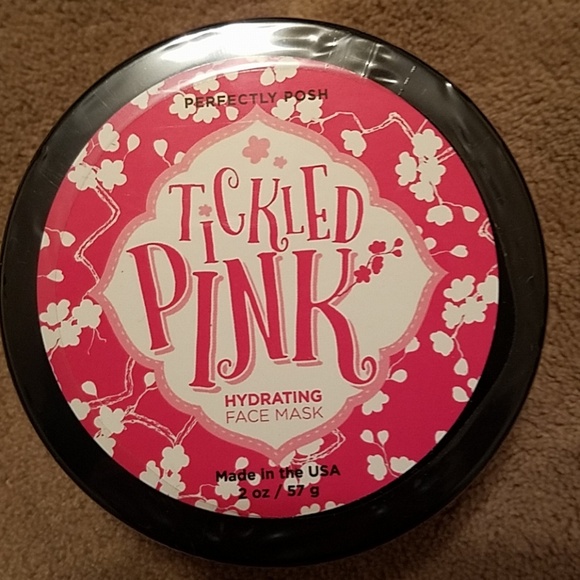 PERFECTLY POSH
TiCKLED
PINK
HYDRATING
FACE MASK
Made in the USA
2 oz / 57 g